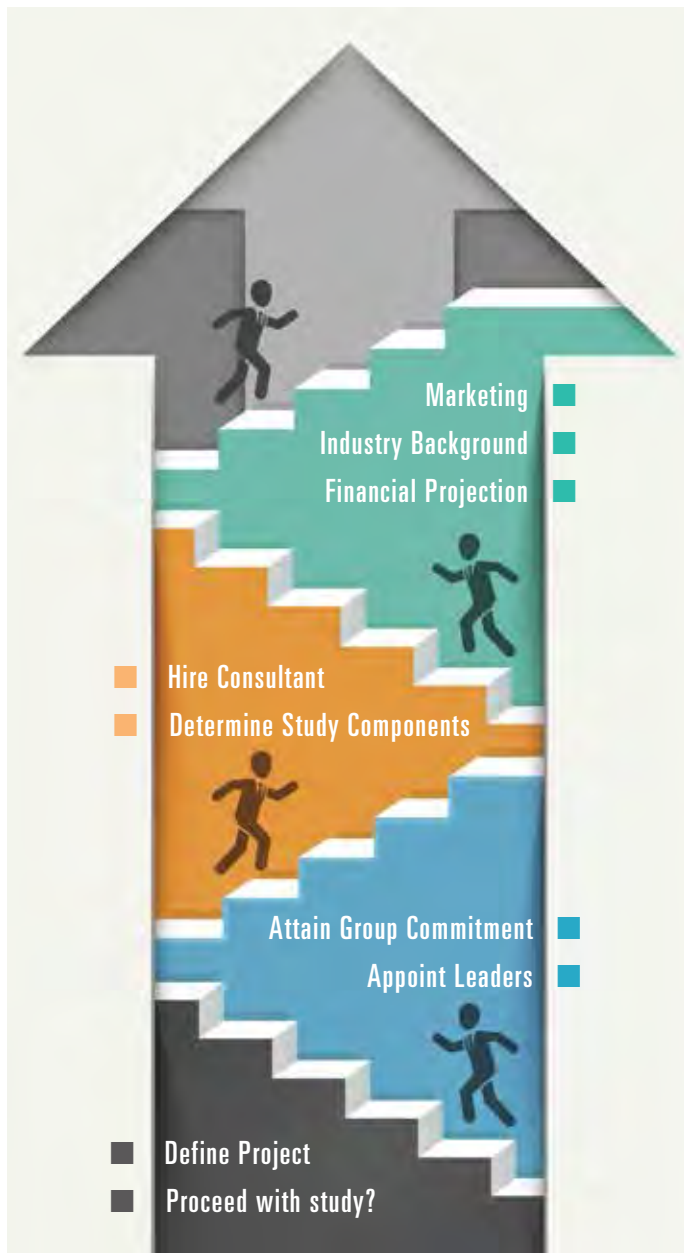 Marketing
Industry Background
Financial Projection
Hire Consultant
Determine Study Components
Attain Group Commitment
Appoint Leaders
Define Project
Proceed with study?